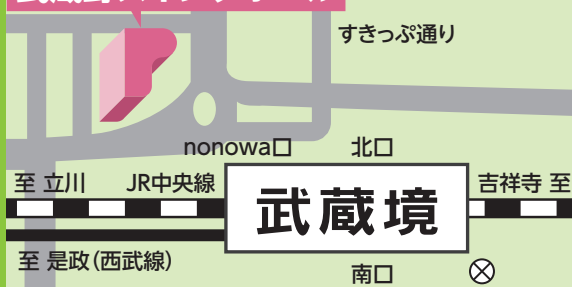 すきっぷ通り
nonowa口
北口
至 立川
JR中央線
武蔵境
吉祥寺 至
至 是政(西武線)
南口